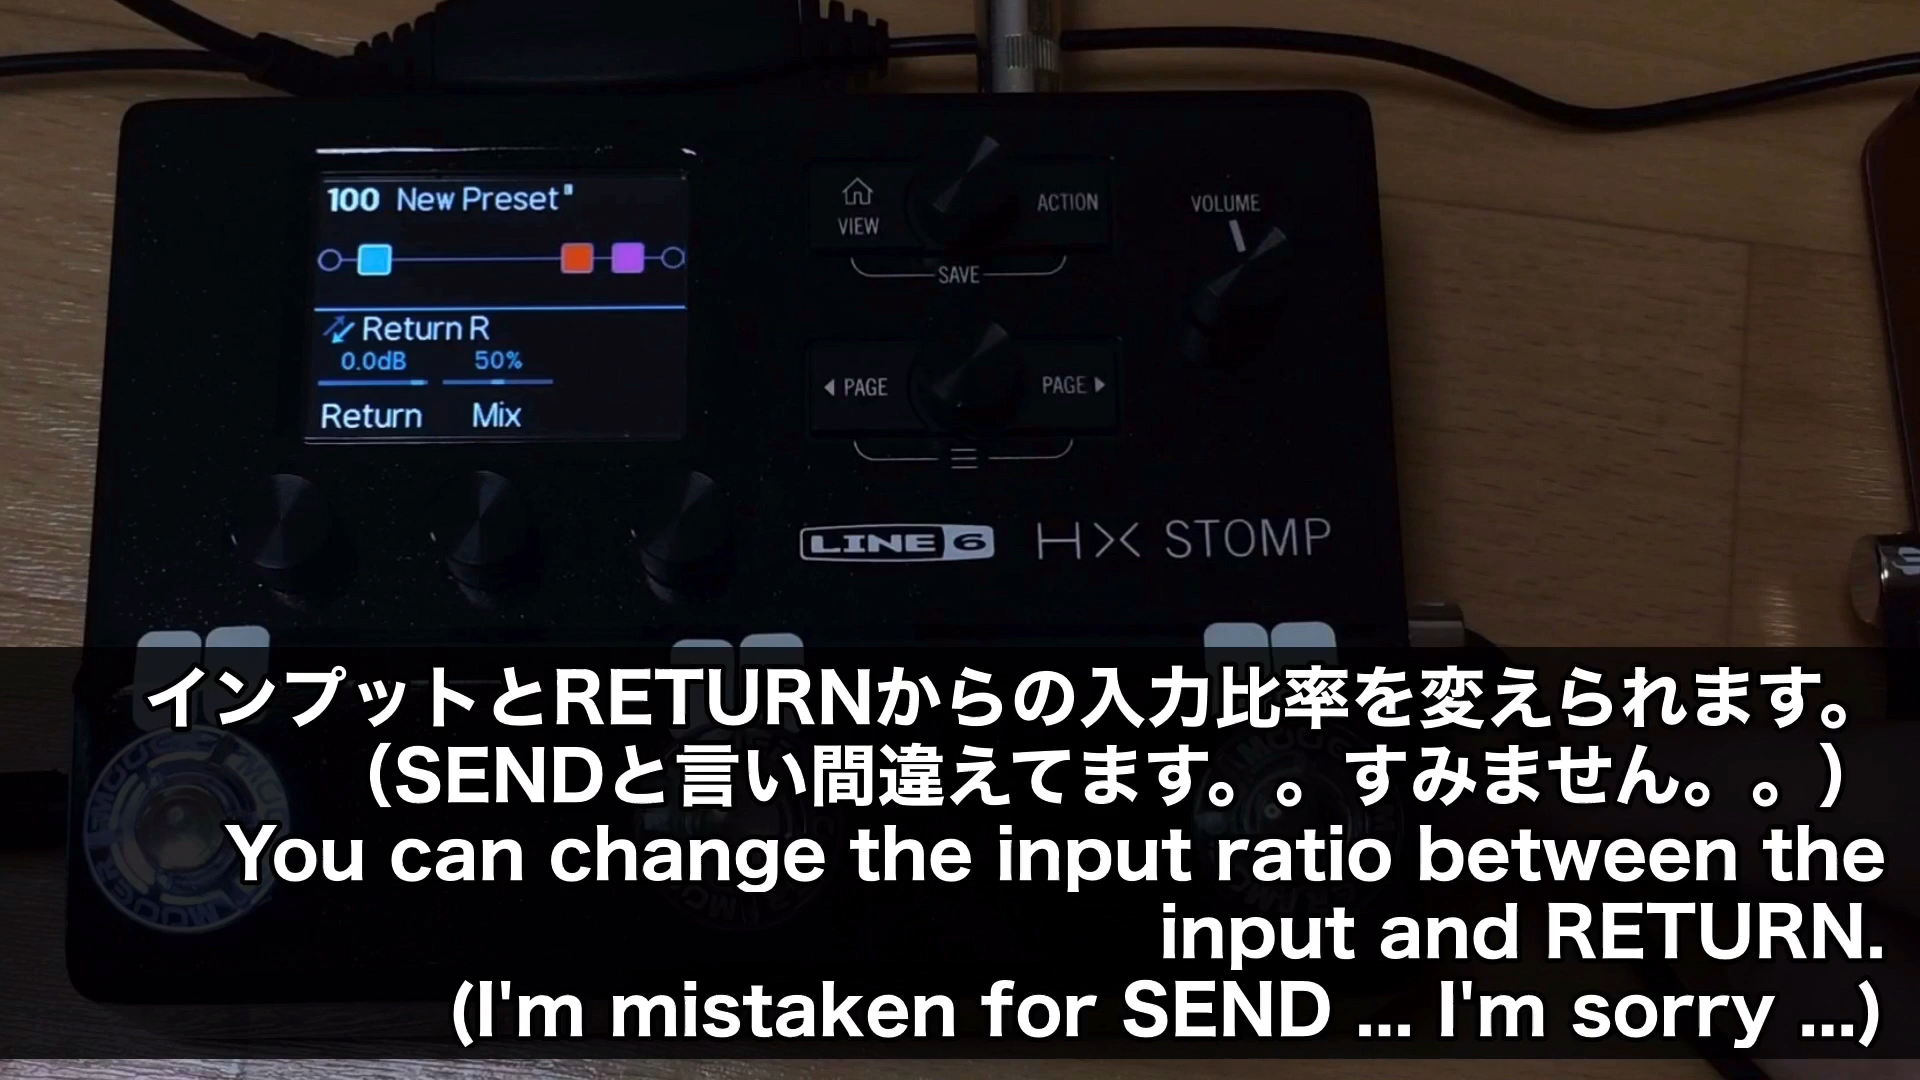 100 New Preset
Return R
0.0dB 50%
Return Mix
VIEW
ACTION
SAVE
VOLUME
PAGE
PAGE
LINE 6 HX STOMP
インプットとRETURNからの入力比率を変えられます。
（SENDと言い間違えてます。。すみません。。）
You can change the input ratio between the
input and RETURN.
(I'm mistaken for SEND ... I'm sorry ...)